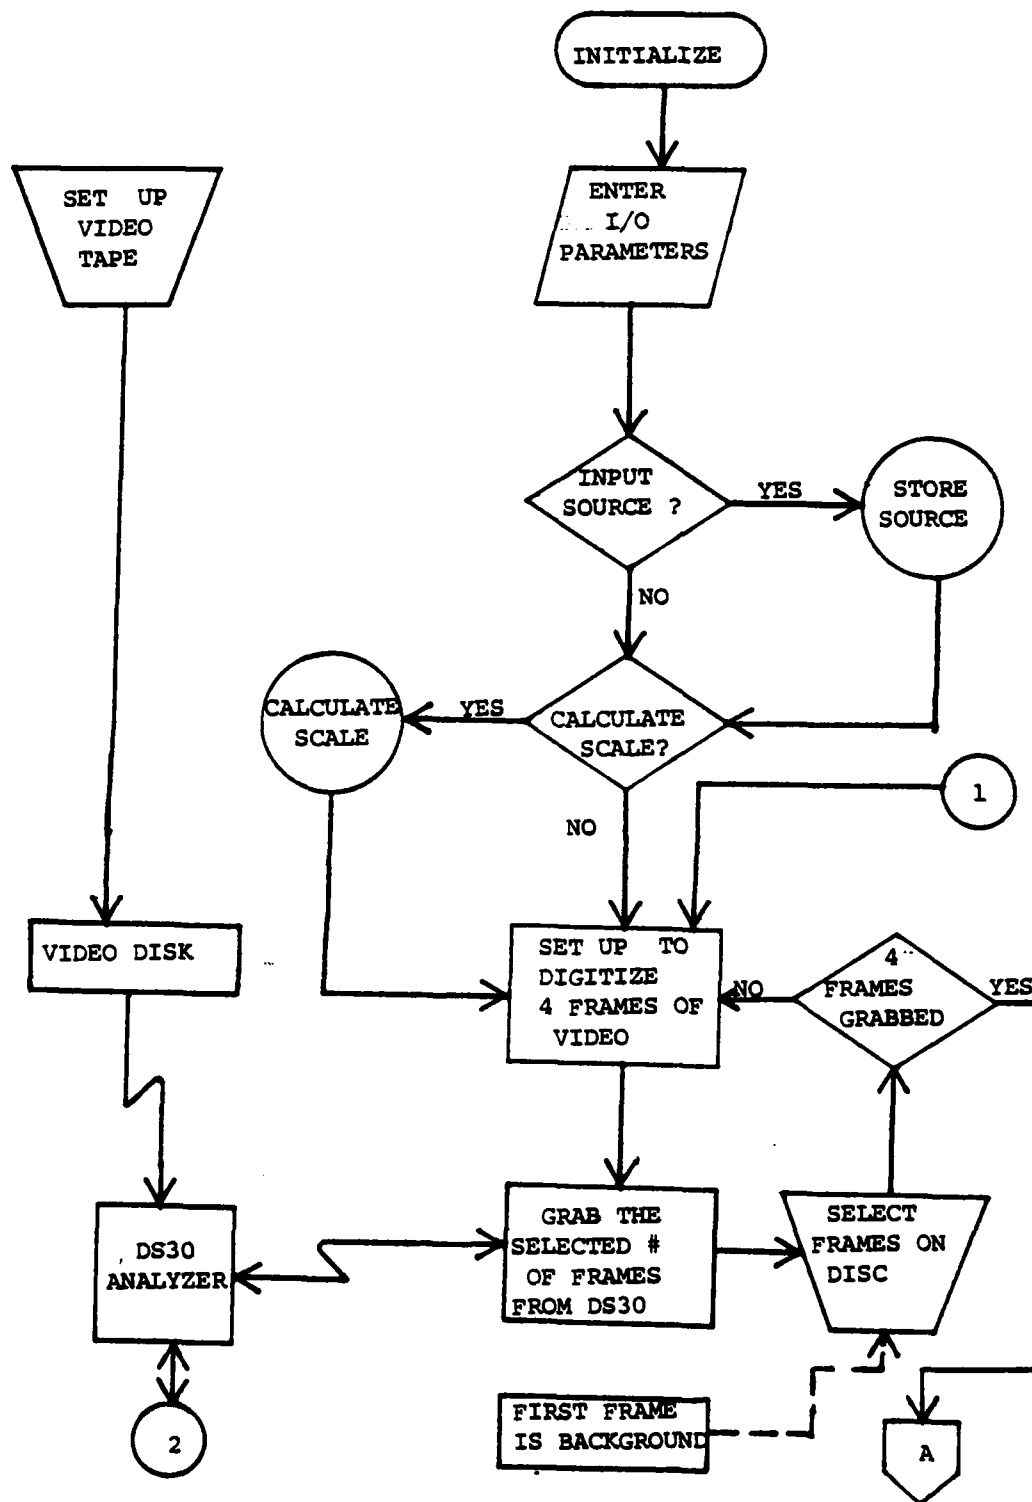 INITIALIZE
SET UP
VIDEO
TAPE
ENTER
I/O
PARAMETERS
INPUT
SOURCE ?
YES
STORE
SOURCE
NO
CALCULATE
SCALE
YES
CALCULATE
SCALE?
1
NO
VIDEO DISK
SET UP TO
DIGITIZE
4 FRAMES OF
VIDEO
NO
4
FRAMES
GRABBED
YES
DS30
ANALYZER
GRAB THE
SELECTED #
OF FRAMES
FROM DS30
SELECT
FRAMES ON
DISC
2
FIRST FRAME
IS BACKGROUND
A